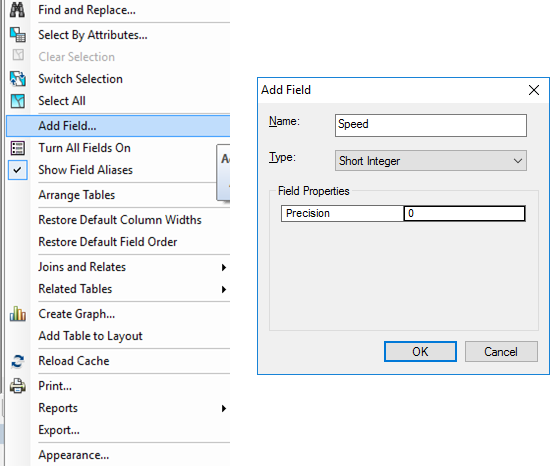 Find and Replace...
Select By Attributes...
Clear Selection
Switch Selection
Select All
Add Field...
Turn All Fields On
Show Field Aliases
Arrange Tables
Restore Default Column Widths
Restore Default Field Order
Joins and Relates
Related Tables
Create Graph...
Add Table to Layout
Reload Cache
Print...
Reports
Export...
Appearance...
Add Field
Name: Speed
Type: Short Integer
Field Properties
Precision 0
OK Cancel